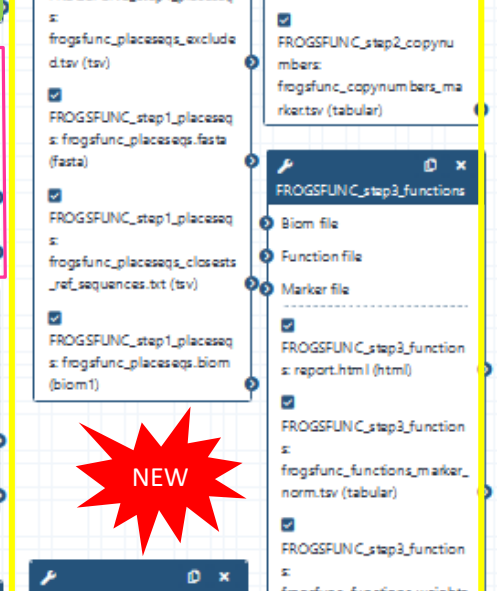 s:
frogsfunc_placeseqs_exclude
d.tsv (tsv)
FROGSFUNC_step1_placeseq
s: frogsfunc_placeseqs.fasta
(fasta)
FROGSFUNC_step1_placeseq
s:
frogsfunc_placeseqs_closests
_ref_sequences.txt (tsv)
FROGSFUNC_step1_placeseq
s: frogsfunc_placeseqs.biom
(biom1)
NEW
FROGSFUNC_step2_copynu
mbers:
frogsfunc_copynumbers_ma
rker.tsv (tabular)
FROGSFUNC_step3_functions
Biom file
Function file
Marker file
FROGSFUNC_step3_function
s: report.html (html)
FROGSFUNC_step3_function
s:
frogsfunc_functions_marker_
norm.tsv (tabular)
FROGSFUNC_step3_function
s: